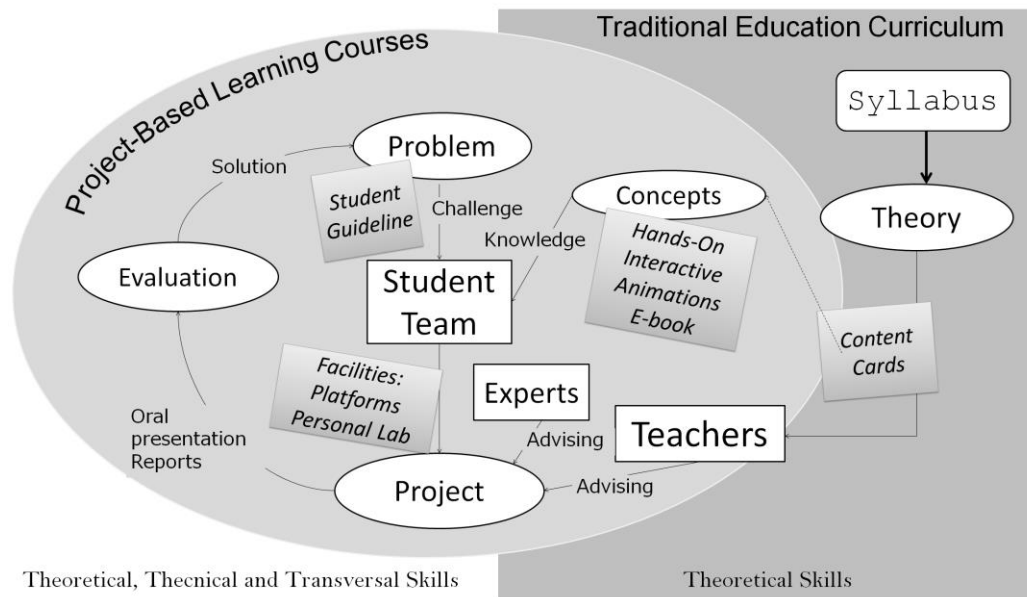 Traditional Education Curriculum
Project-Based Learning Courses
Syllabus
Problem
Solution
Student
Guideline
Challenge
Concepts
Theory
Knowledge
Hands-On
Interactive
Animations
E-book
Evaluation
Student
Team
Content
Cards
Facilities:
Platforms
Personal Lab
Experts
Oral
presentation
Reports
Advising
Teachers
Project
Advising
Theoretical, Thecnical and Transversal Skills
Theoretical Skills